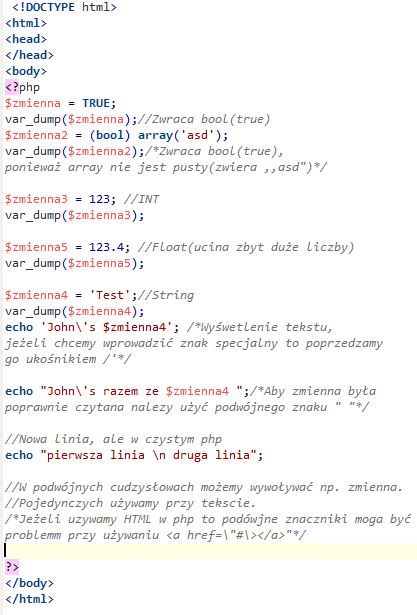 <!DOCTYPE html>
<html>
<head>
</head>
<body>
<?php
$zmienna = TRUE;
var_dump($zmienna);//Zwraca bool(true)
$zmienna2 = (bool) array('asd');
var_dump($zmienna2);/*Zwraca bool(true),
ponieważ array nie jest pusty(zwiera ,,asd")*/
$zmienna3 = 123; //INT
var_dump($zmienna3);
$zmienna5 = 123.4; //Float(ucina zbyt duże liczby)
var_dump($zmienna5);
$zmienna4 = 'Test';//String
var_dump($zmienna4);
echo 'John\'s $zmienna4'; /*Wyświetlenie tekstu,
jeżeli chcemy wprowadzić znak specjalny to poprzedzamy
go ukośnikiem /'*/
echo "John\'s razem ze $zmienna4 ";/*Aby zmienna była
poprawnie czytana nalezy użyć podwójnego znaku " "*/
//Nowa linia, ale w czystym php
echo "pierwsza linia \n druga linia";
//W podwójnych cudzysłowach możemy wywoływać np. zmienna.
//Pojedynczych używamy przy tekscie.
/*Jeżeli uzywamy HTML w php to podówjne znaczniki moga być
problemm przy używaniu <a href=\"#\></a>"*/
?>
</body>
</html>